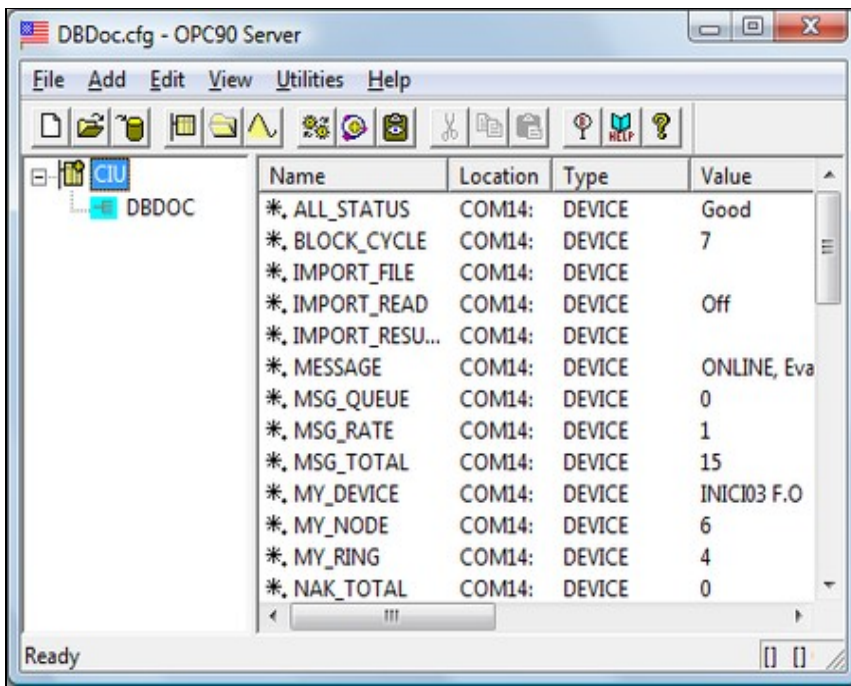 DBDoc.cfg - OPC90 Server
File Add Edit View Utilities Help
HELP
CIU
DBDOC
Name Location Type Value
ALL_STATUS COM14: DEVICE Good
BLOCK_CYCLE COM14: DEVICE 7
IMPORT_FILE COM14: DEVICE
IMPORT_READ COM14: DEVICE Off
IMPORT_RESU... COM14: DEVICE
MESSAGE COM14: DEVICE ONLINE, Eva
MSG_QUEUE COM14: DEVICE 0
MSG_RATE COM14: DEVICE 1
MSG_TOTAL COM14: DEVICE 15
MY_DEVICE COM14: DEVICE INICI03 F.O
MY_NODE COM14: DEVICE 6
MY_RING COM14: DEVICE 4
NAK_TOTAL COM14: DEVICE 0
Ready [] []